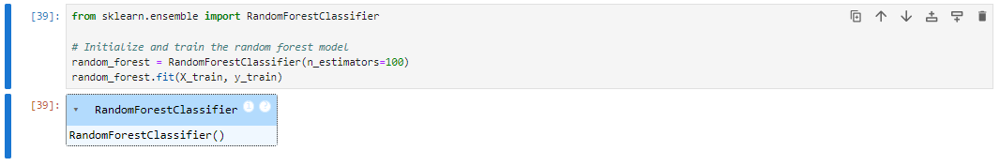 [39]: from sklearn.ensemble import RandomForestClassifier
# Initialize and train the random forest model
random_forest = RandomForestClassifier(n_estimators=100)
random_forest.fit(X_train, y_train)
[39]: RandomForestClassifier
RandomForestClassifier()